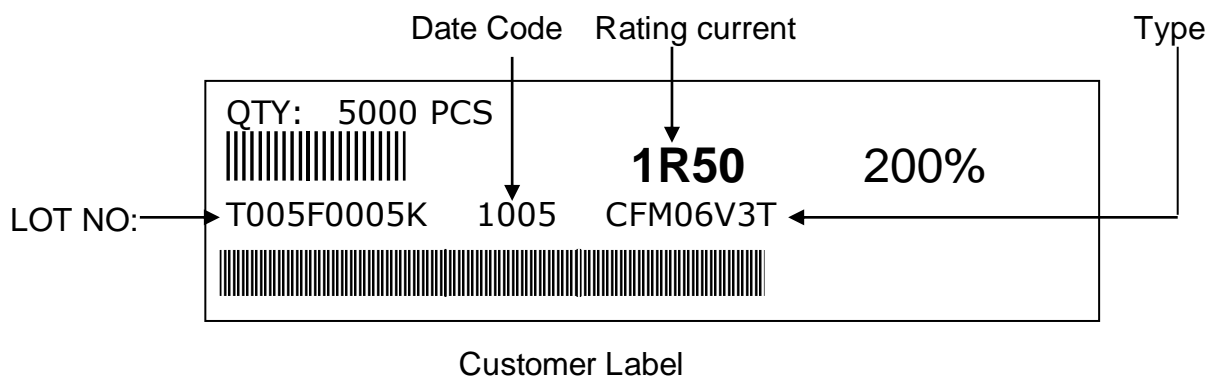 Date Code Rating current Type
QTY: 5000 PCS
1R50 200%
LOT NO: T005F0005K 1005 CFM06V3T
Customer Label